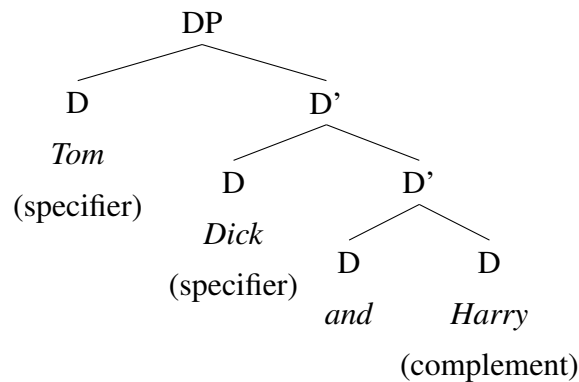 DP
D D’
Tom
(specifier)
D D’
Dick
(specifier)
D D
and Harry
(complement)